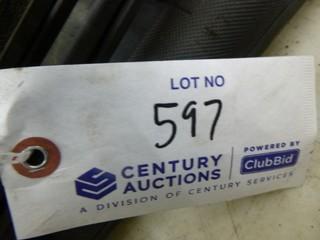 LOT NO
597
CENTURY AUCTIONS
POWERED BY
ClubBid
A DIVISION OF CENTURY SERVICES